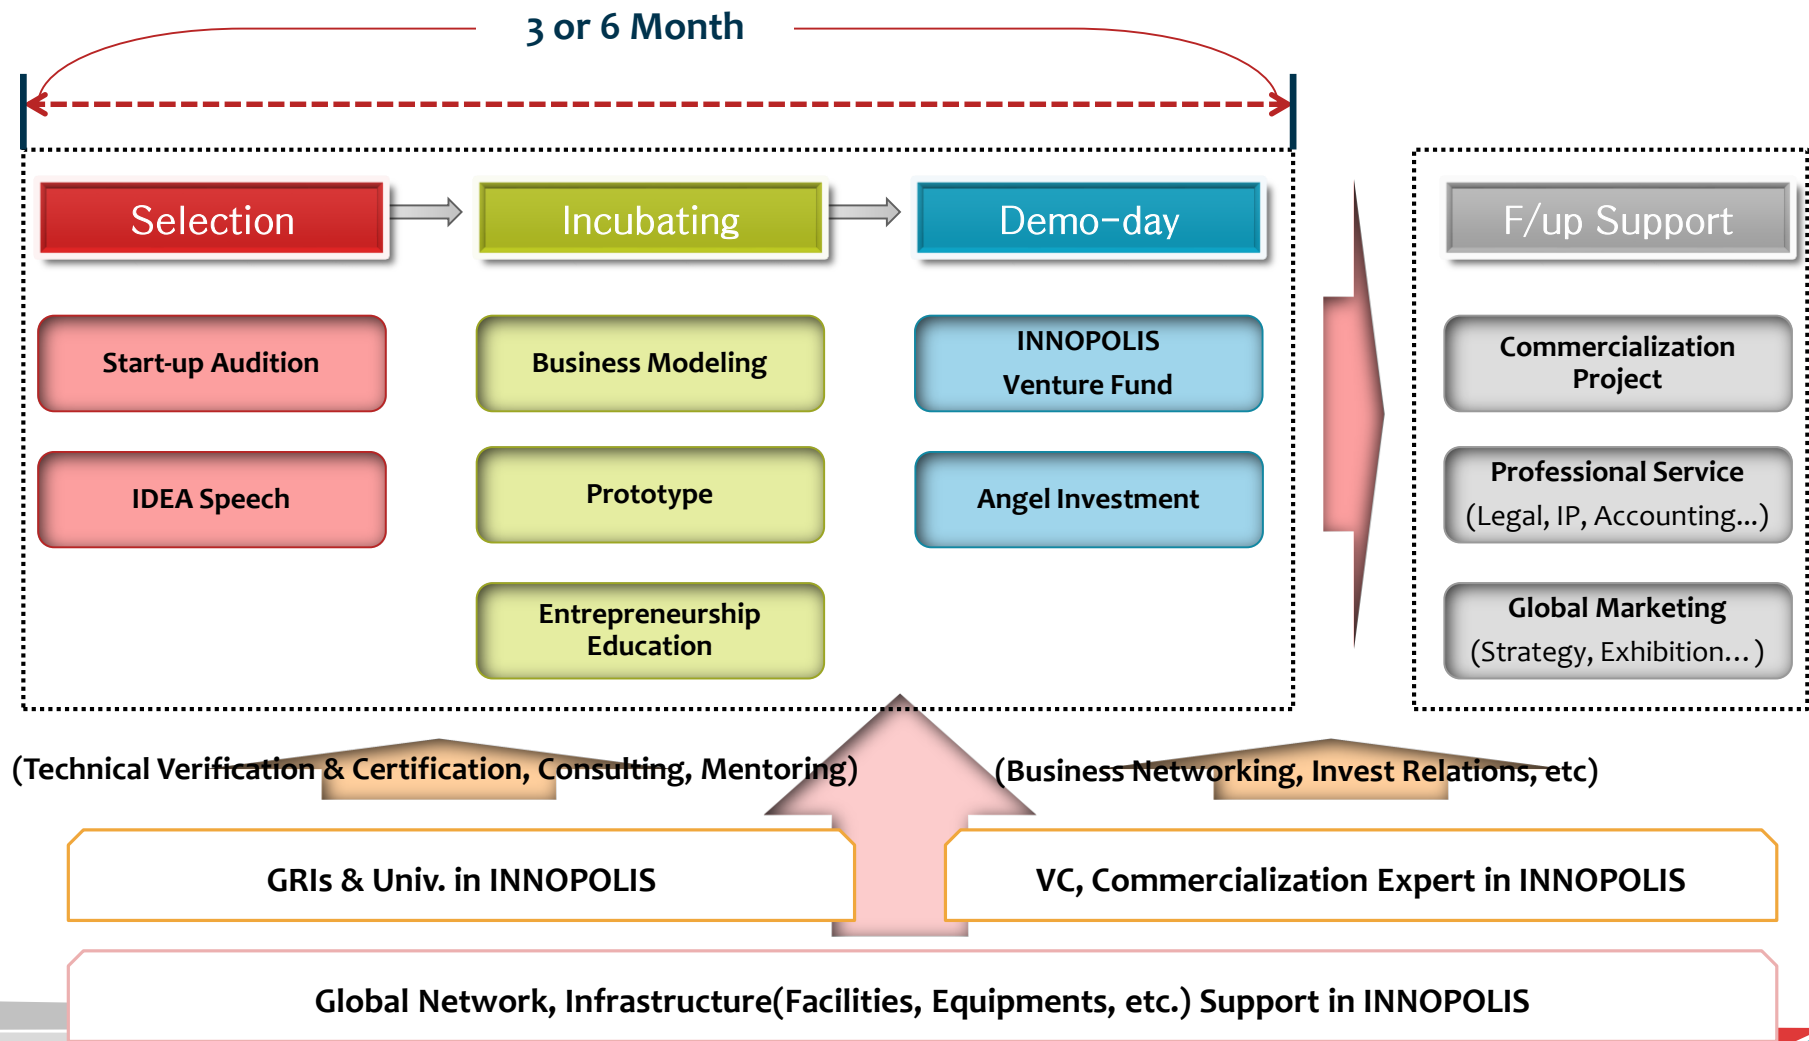 3 or 6 Month
Selection
Incubating
Demo-day
F/up Support
Start-up Audition
IDEA Speech
Business Modeling
Prototype
Entrepreneurship
Education
INNOPOLIS
Venture Fund
Angel Investment
Commercialization
Project
Professional Service
(Legal, IP, Accounting...)
Global Marketing
(Strategy, Exhibition... )
(Technical Verification & Certification, Consulting, Mentoring)
(Business Networking, Invest Relations, etc)
GRIs & Univ. in INNOPOLIS
VC, Commercialization Expert in INNOPOLIS
Global Network, Infrastructure(Facilities, Equipments, etc.) Support in INNOPOLIS